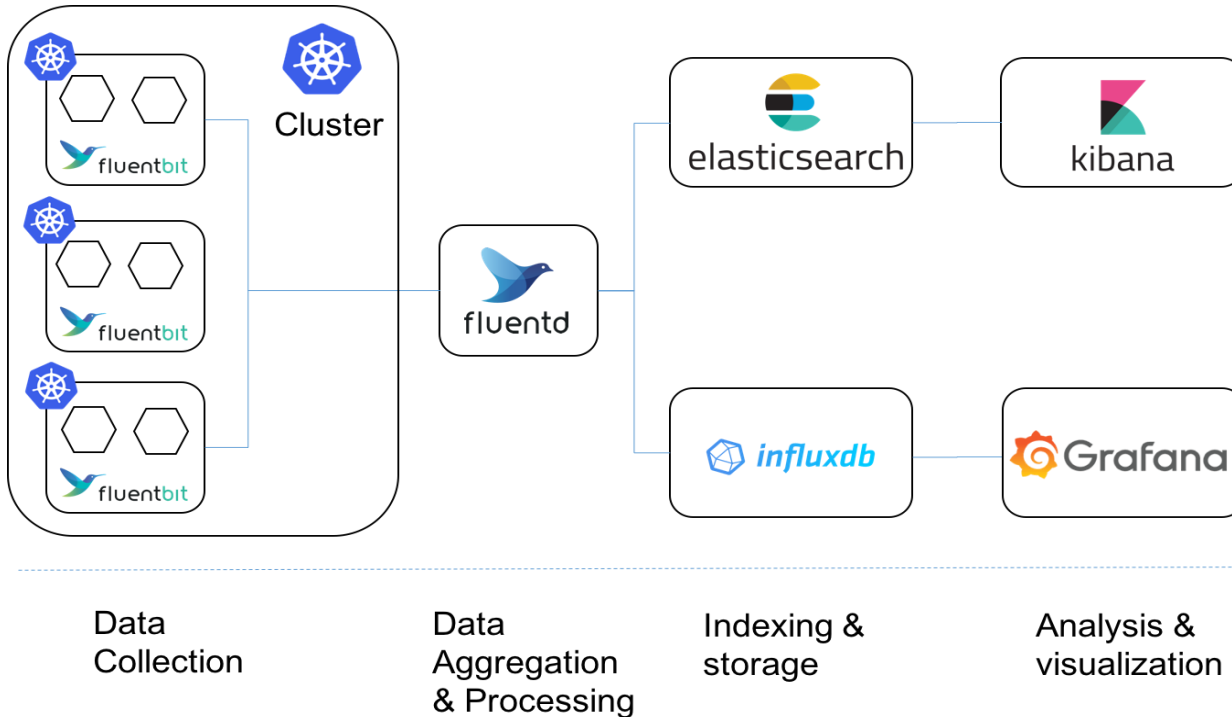 Cluster
fluentbit
fluentbit
fluentbit
fluentd
elasticsearch
kibana
influxdb
Grafana
Data
Collection
Data
Aggregation
& Processing
Indexing &
storage
Analysis &
visualization